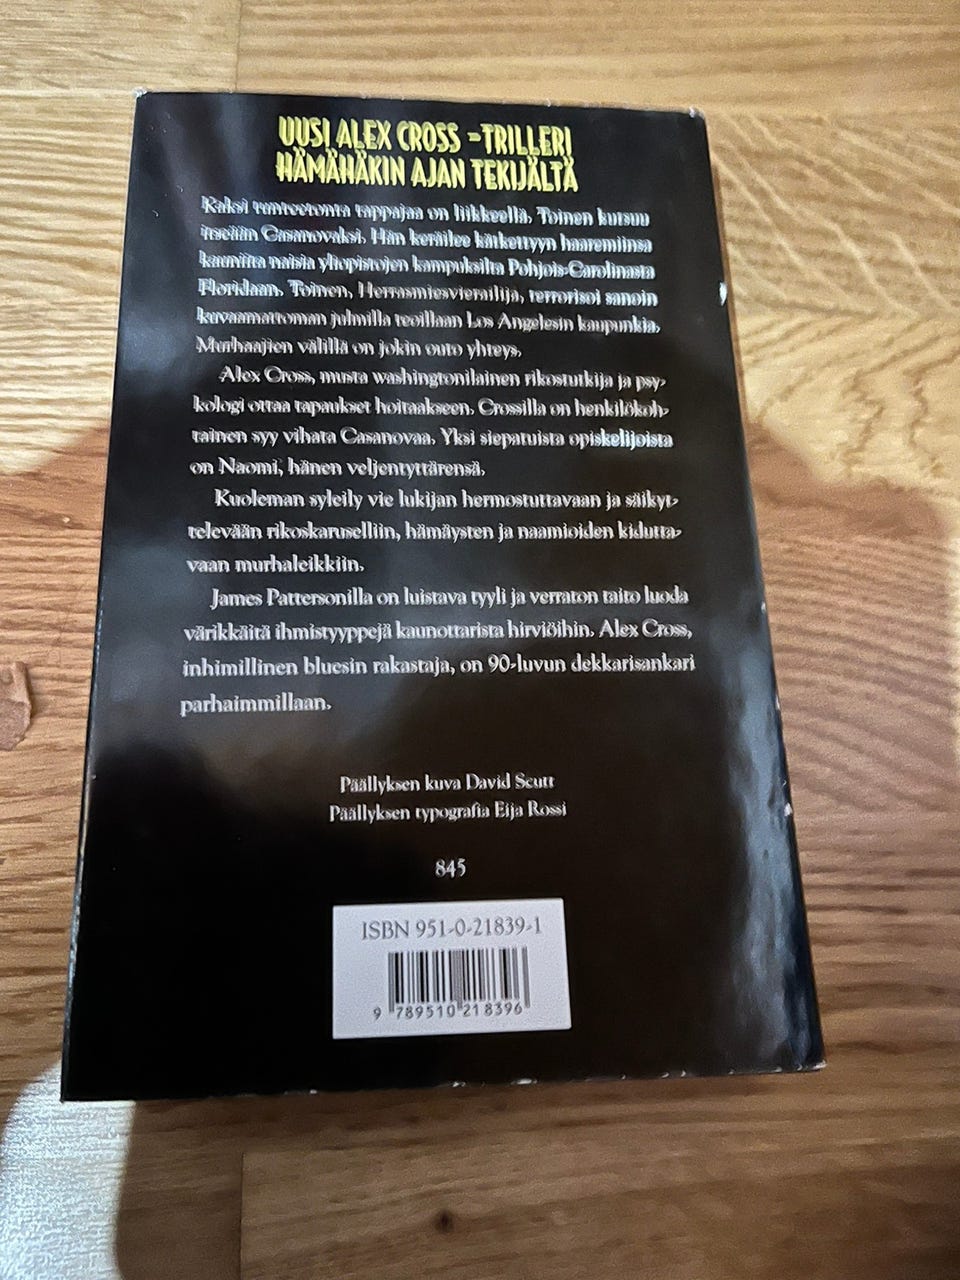 UUSI ALEX CROSS -TRILLERI
HÄMÄHÄKIN AJAN TEKIJÄLTÄ
Kaksi tunteetonta tappajaa on liikkeellä. Toinen kutsuu
itseään Casanovaksi. Hän keräilee kätkettyyn haaremiinsa
kauniita naisia yliopistojen kampuksilta Pohjois-Carolinasta
Floridaan. Toinen, Herrasmiesvierailija, terrorisoi sanoin
kuvaamattoman julmilla teoillaan Los Angelesin kaupunkia.
Murhaajien välillä on jokin outo yhteys.
Alex Cross, musta washingtonilainen rikostutkija ja psy-
kologi ottaa tapaukset hoitaakseen. Crossilla on henkilökoh-
tainen syy vihata Casanovaa. Yksi siepatuista opiskelijoista
on Naomi, hänen veljentyttärensä.
Kuoleman syleily vie lukijan hermostuttavaan ja säikyt-
televään rikoskaruselliin, hämäysten ja naamioiden kidutta-
vaan murhaleikkiin.
James Pattersonilla on luistava tyyli ja verraton taito luoda
värikkäitä ihmistyyppejä kaunottarista hirviöihin. Alex Cross,
inhimillinen bluesin rakastaja, on 90-luvun dekkarisankari
parhaimmillaan.
Päällyksen kuva David Scutt
Päällyksen typografia Eija Rossi
845
ISBN 951-0-21839-1
9 789510 218396